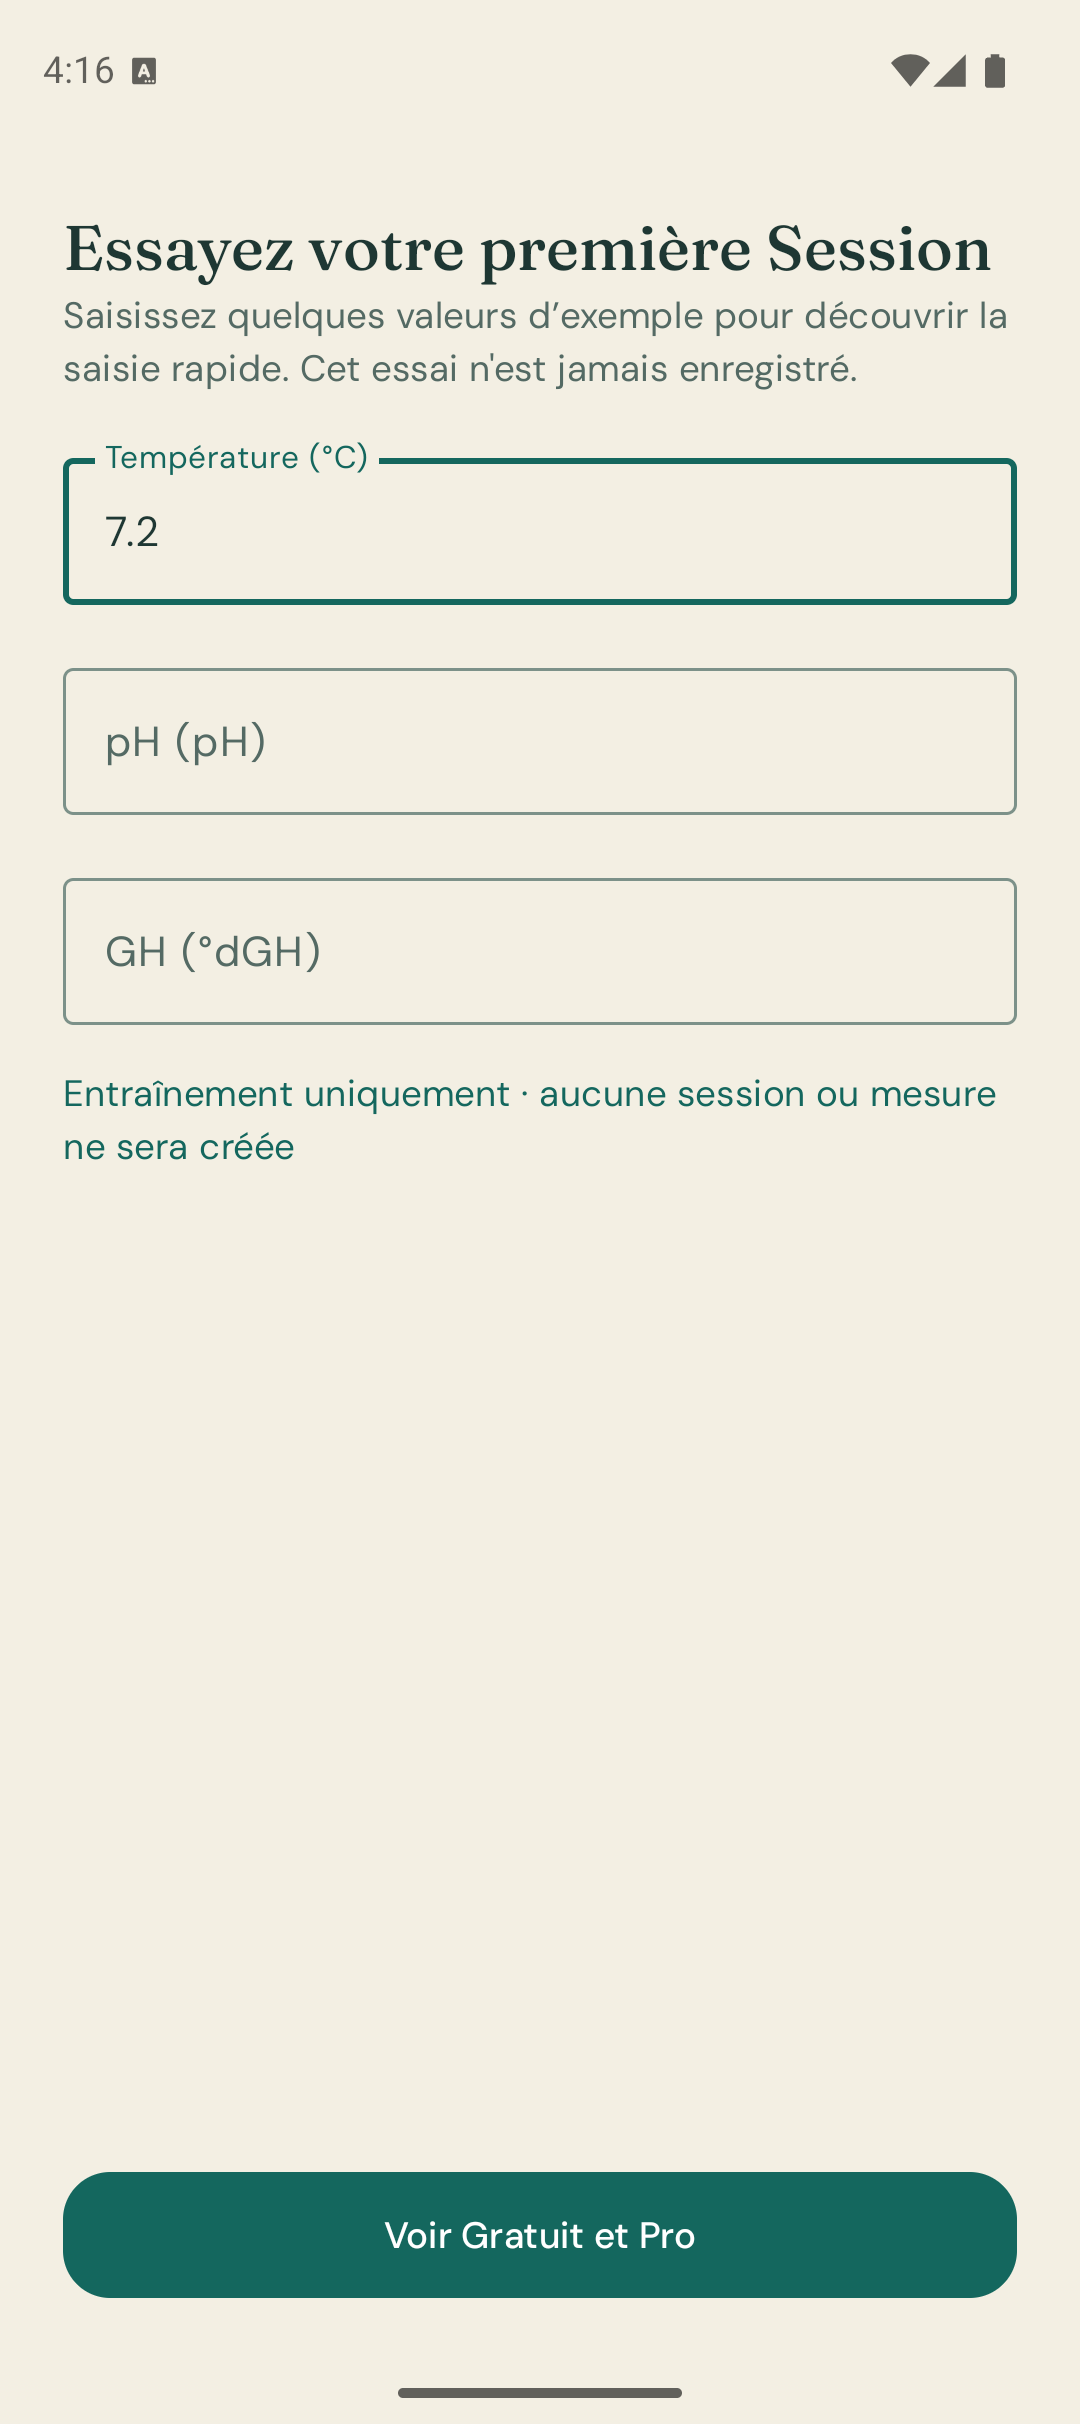 4:16
Essayez votre première Session
Saisissez quelques valeurs d’exemple pour découvrir la
saisie rapide. Cet essai n'est jamais enregistré.
Température (°C)
7.2
pH (pH)
GH (°dGH)
Entraînement uniquement · aucune session ou mesure
ne sera créée
Voir Gratuit et Pro